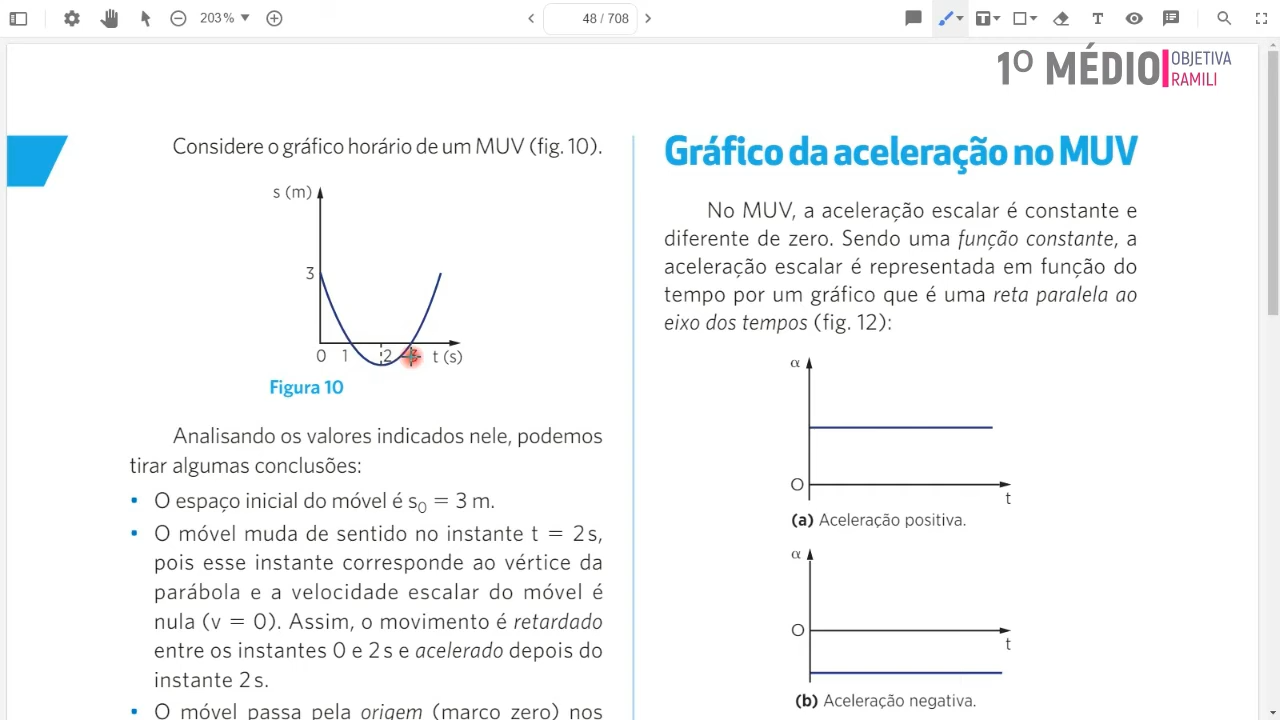 203%
48 / 708
1º MÉDIO
OBJETIVA
RAMILI
Considere o gráfico horário de um MUV (fig. 10).
s (m)
3
0 1 2 3 t (s)
Figura 10
Analisando os valores indicados nele, podemos
tirar algumas conclusões:
• O espaço inicial do móvel é s₀ = 3 m.
• O móvel muda de sentido no instante t = 2 s,
pois esse instante corresponde ao vértice da
parábola e a velocidade escalar do móvel é
nula (v = 0). Assim, o movimento é retardado
entre os instantes 0 e 2 s e acelerado depois do
instante 2 s.
• O móvel passa pela origem (marco zero) nos
Gráfico da aceleração no MUV
No MUV, a aceleração escalar é constante e
diferente de zero. Sendo uma função constante, a
aceleração escalar é representada em função do
tempo por um gráfico que é uma reta paralela ao
eixo dos tempos (fig. 12):
α
O
t
(a) Aceleração positiva.
α
O
t
(b) Aceleração negativa.